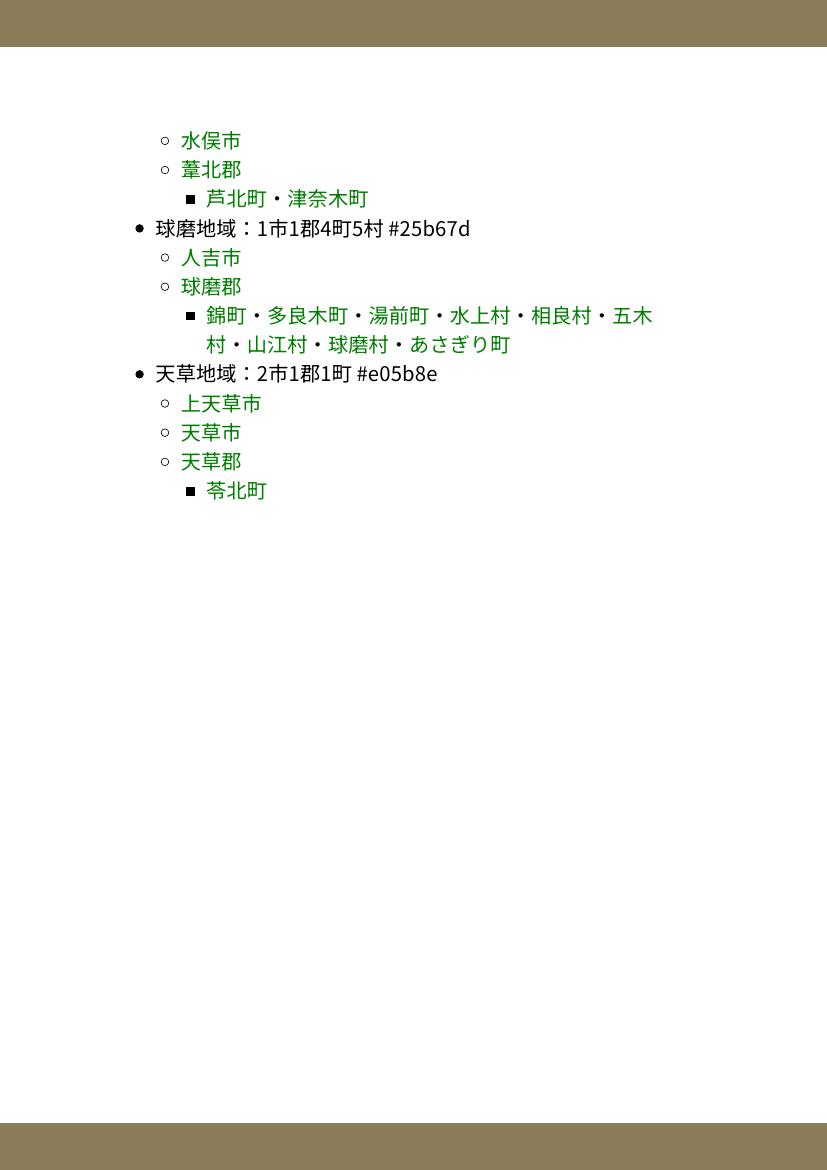 水俣市
葦北郡
芦北町・津奈木町
球磨地域：1市1郡4町5村 #25b67d
人吉市
球磨郡
錦町・多良木町・湯前町・水上村・相良村・五木
村・山江村・球磨村・あさぎり町
天草地域：2市1郡1町 #e05b8e
上天草市
天草市
天草郡
苓北町